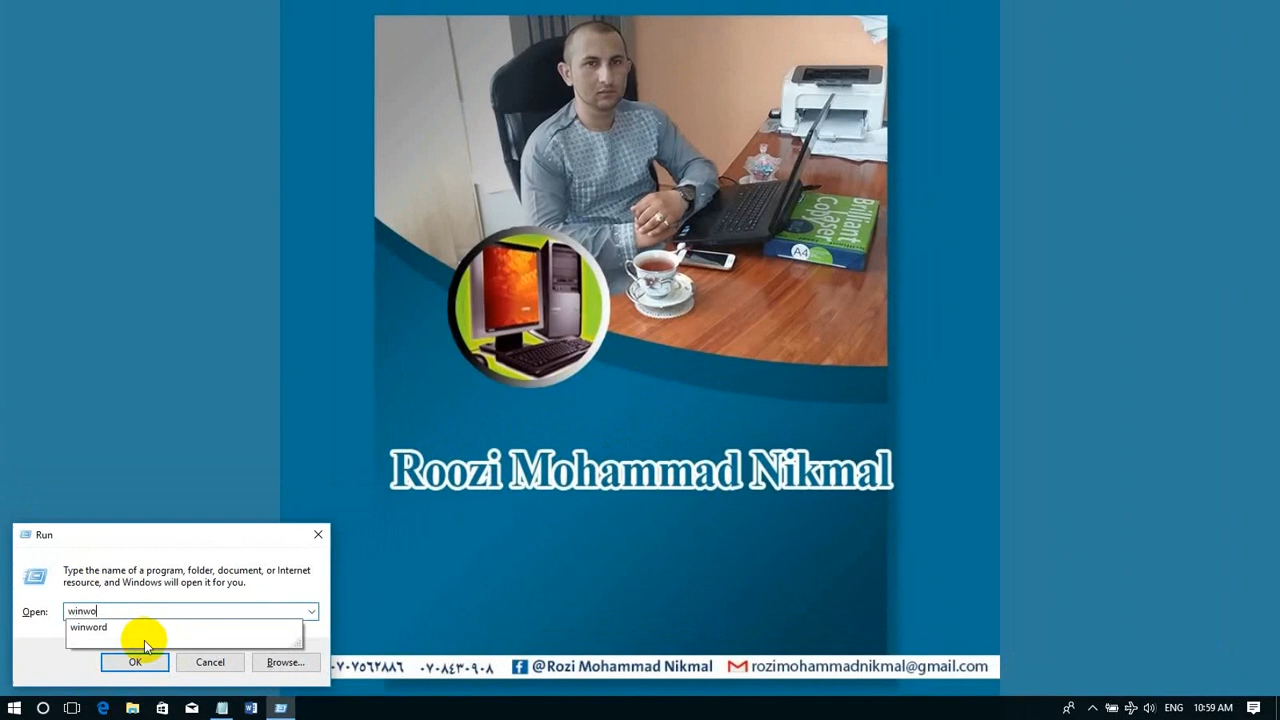 Brilliant
Copy
Laser
A4
Roozi Mohammad Nikmal
Run
Type the name of a program, folder, document, or Internet
resource, and Windows will open it for you.
Open: winwo
winword
OK Cancel Browse...
۰۷۰۸۴۳۰۹۰۸ @Rozi Mohammad Nikmal rozimohammadnikmal@gmail.com
ENG 10:59 AM